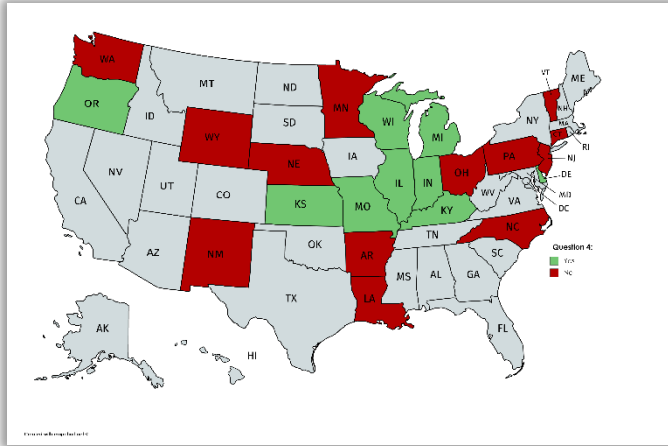 WA
MT
ND
MN
VT
ME
OR
ID
SD
WI
MI
NH
NY
MA
WY
RI
IA
PA
NJ
NE
OH
DE
NV
IL
IN
MD
UT
CO
WV
DC
VA
CA
KS
MO
KY
NC
TN
Question 4:
OK
SC
AZ
NM
AR
Yes
No
MS
AL
GA
LA
TX
AK
FL
HI